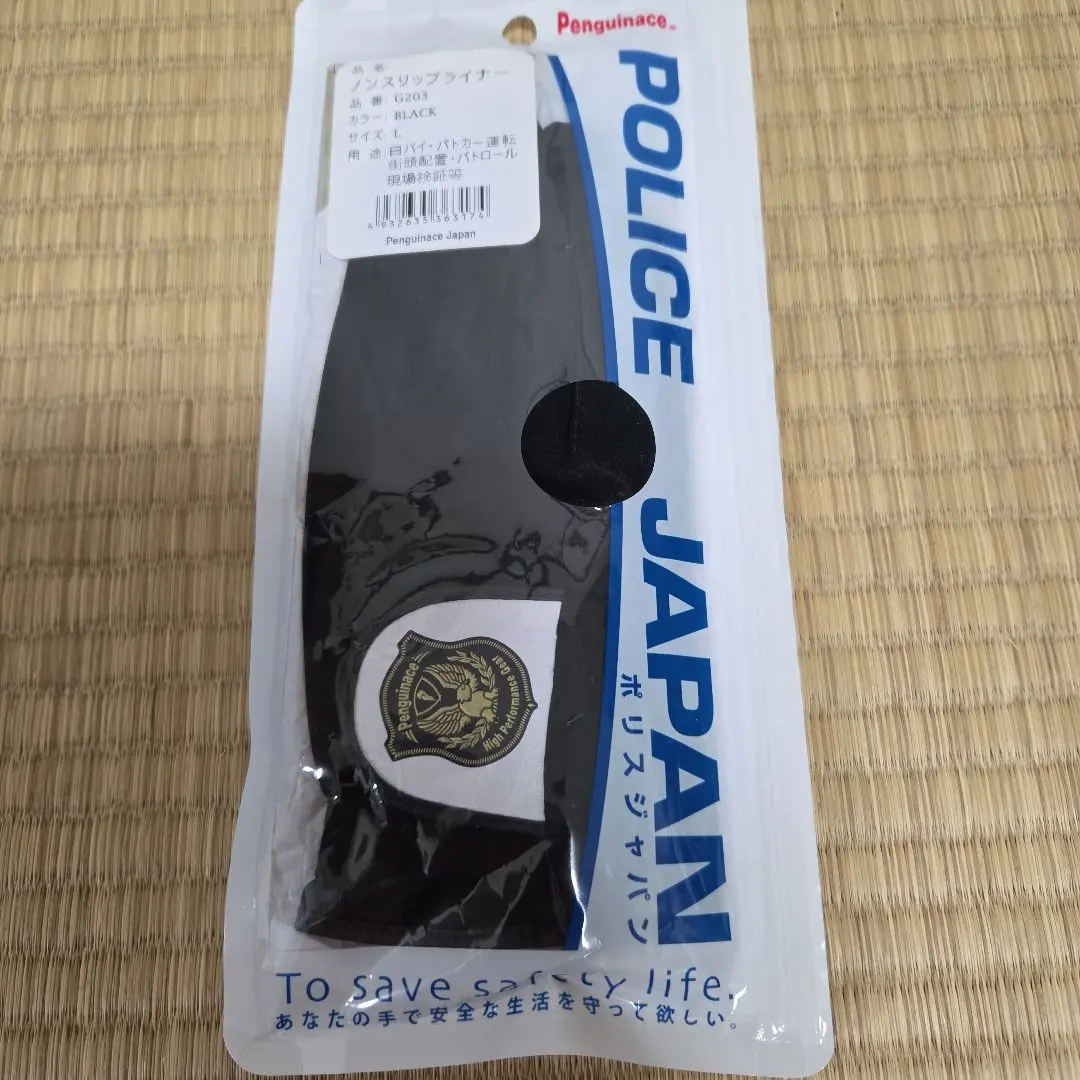 Penguinace
品 名:
ノンスリップライナー
品 番: G203
カラー: BLACK
サイズ: L
用 途: 白バイ・パトカー運転
街頭配置・パトロール
現場検証等
4 932635 363174
Penguinace Japan
POLICE JAPAN
ポリスジャパン
Penguinace
High Performance Gear
To save safety life.
あなたの手で安全な生活を守って欲しい。